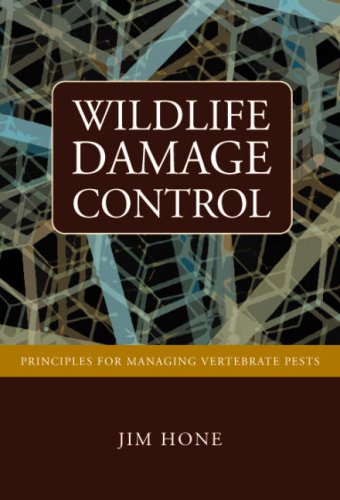 WILDLIFE
DAMAGE
CONTROL
PRINCIPLES FOR MANAGING VERTEBRATE PESTS
JIM HONE